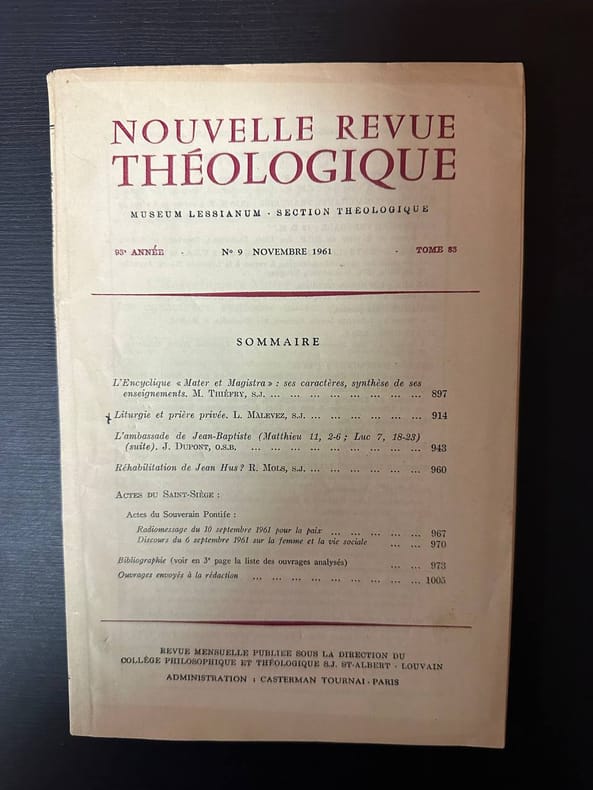 NOUVELLE REVUE
THÉOLOGIQUE
MUSEUM LESSIANUM · SECTION THÉOLOGIQUE
93e ANNÉE · No 9 NOVEMBRE 1961 · TOME 83
SOMMAIRE
L'Encyclique « Mater et Magistra » : ses caractères, synthèse de ses
enseignements. M. THIÉFRY, S.J. ... ... ... ... ... ... ... ... 897
Liturgie et prière privée. L. MALEVEZ, S.J. ... ... ... ... ... ... 914
L'ambassade de Jean-Baptiste (Matthieu 11, 2-6 ; Luc 7, 18-23)
(suite). J. DUPONT, O.S.B. ... ... ... ... ... ... ... ... ... 943
Réhabilitation de Jean Hus ? R. MOLS, S.J. ... ... ... ... ... ... 960
ACTES DU SAINT-SIÈGE :
Actes du Souverain Pontife :
Radiomessage du 10 septembre 1961 pour la paix ... ... ... ... ... 967
Discours du 6 septembre 1961 sur la femme et la vie sociale ... ... 970
Bibliographie (voir en 3e page la liste des ouvrages analysés) ... ... 973
Ouvrages envoyés à la rédaction ... ... ... ... ... ... ... ... ... 1005
REVUE MENSUELLE PUBLIEE SOUS LA DIRECTION DU
COLLÈGE PHILOSOPHIQUE ET THÉOLOGIQUE S.J. ST-ALBERT · LOUVAIN
ADMINISTRATION : CASTERMAN TOURNAI · PARIS